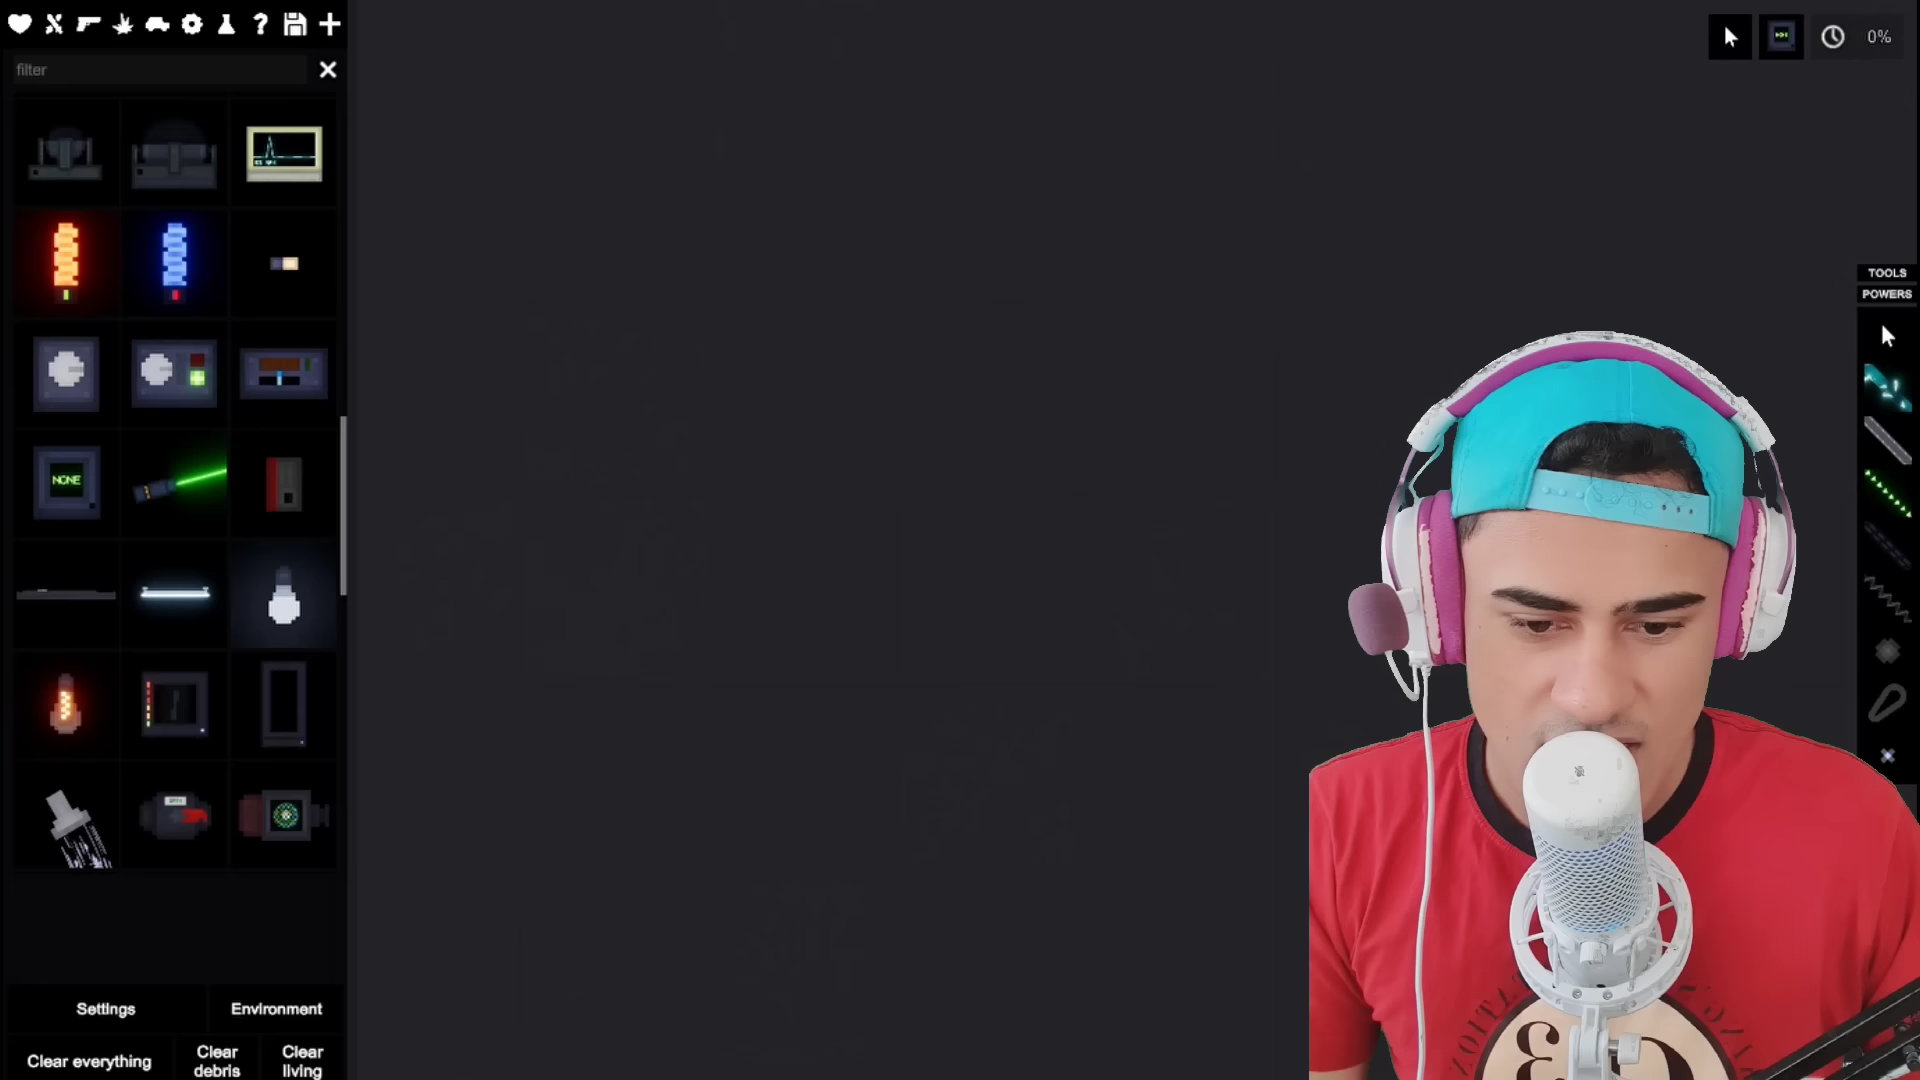 filter
0%
TOOLS
POWERS
NONE
Settings
Environment
Clear everything
Clear debris
Clear living